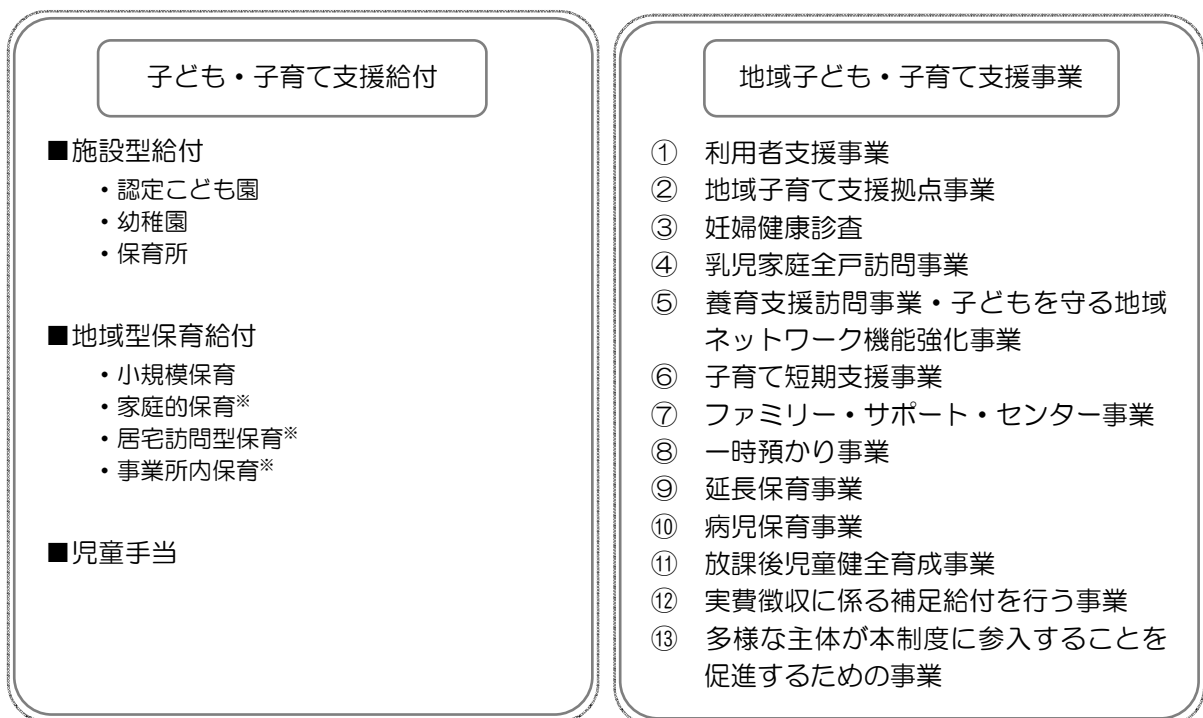 子ども・子育て支援給付
■施設型給付
・認定こども園
・幼稚園
・保育所
■地域型保育給付
・小規模保育
・家庭的保育※
・居宅訪問型保育※
・事業所内保育※
■児童手当
地域子ども・子育て支援事業
① 利用者支援事業
② 地域子育て支援拠点事業
③ 妊婦健康診査
④ 乳児家庭全戸訪問事業
⑤ 養育支援訪問事業・子どもを守る地域
ネットワーク機能強化事業
⑥ 子育て短期支援事業
⑦ ファミリー・サポート・センター事業
⑧ 一時預かり事業
⑨ 延長保育事業
⑩ 病児保育事業
⑪ 放課後児童健全育成事業
⑫ 実費徴収に係る補足給付を行う事業
⑬ 多様な主体が本制度に参入することを
促進するための事業